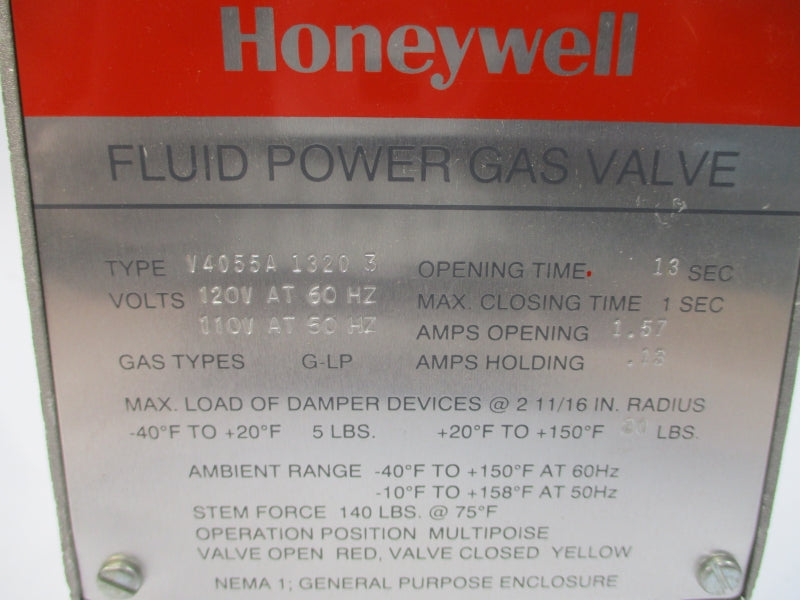 Honeywell
FLUID POWER GAS VALVE
TYPE V4055A 1320 3 OPENING TIME 13 SEC
VOLTS 120V AT 60 HZ MAX. CLOSING TIME 1 SEC
110V AT 50 HZ AMPS OPENING 1.57
GAS TYPES G-LP AMPS HOLDING .13
MAX. LOAD OF DAMPER DEVICES @ 2 11/16 IN. RADIUS
-40°F TO +20°F 5 LBS. +20°F TO +150°F LBS.
AMBIENT RANGE -40°F TO +150°F AT 60Hz
-10°F TO +158°F AT 50Hz
STEM FORCE 140 LBS. @ 75°F
OPERATION POSITION MULTIPOISE
VALVE OPEN RED, VALVE CLOSED YELLOW
NEMA 1; GENERAL PURPOSE ENCLOSURE